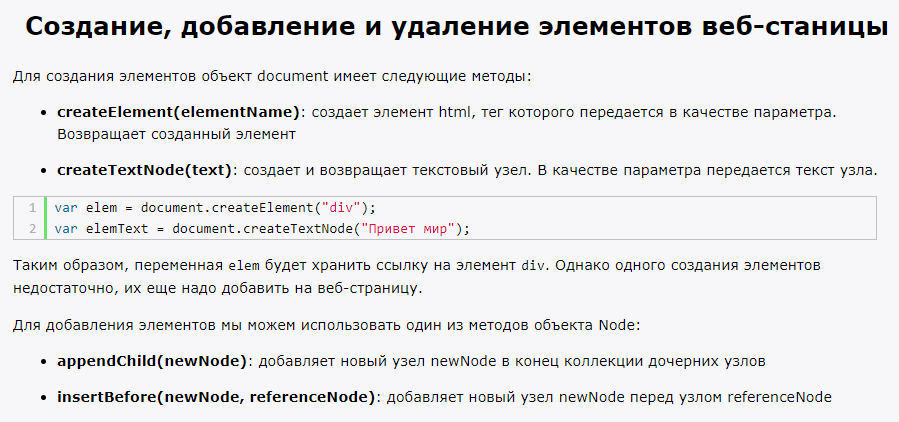 Создание, добавление и удаление элементов веб-станицы
Для создания элементов объект document имеет следующие методы:
• createElement(elementName): создает элемент html, тег которого передается в качестве параметра.
Возвращает созданный элемент
• createTextNode(text): создает и возвращает текстовый узел. В качестве параметра передается текст узла.
1 var elem = document.createElement("div");
2 var elemText = document.createTextNode("Привет мир");
Таким образом, переменная elem будет хранить ссылку на элемент div. Однако одного создания элементов
недостаточно, их еще надо добавить на веб-страницу.
Для добавления элементов мы можем использовать один из методов объекта Node:
• appendChild(newNode): добавляет новый узел newNode в конец коллекции дочерних узлов
• insertBefore(newNode, referenceNode): добавляет новый узел newNode перед узлом referenceNode